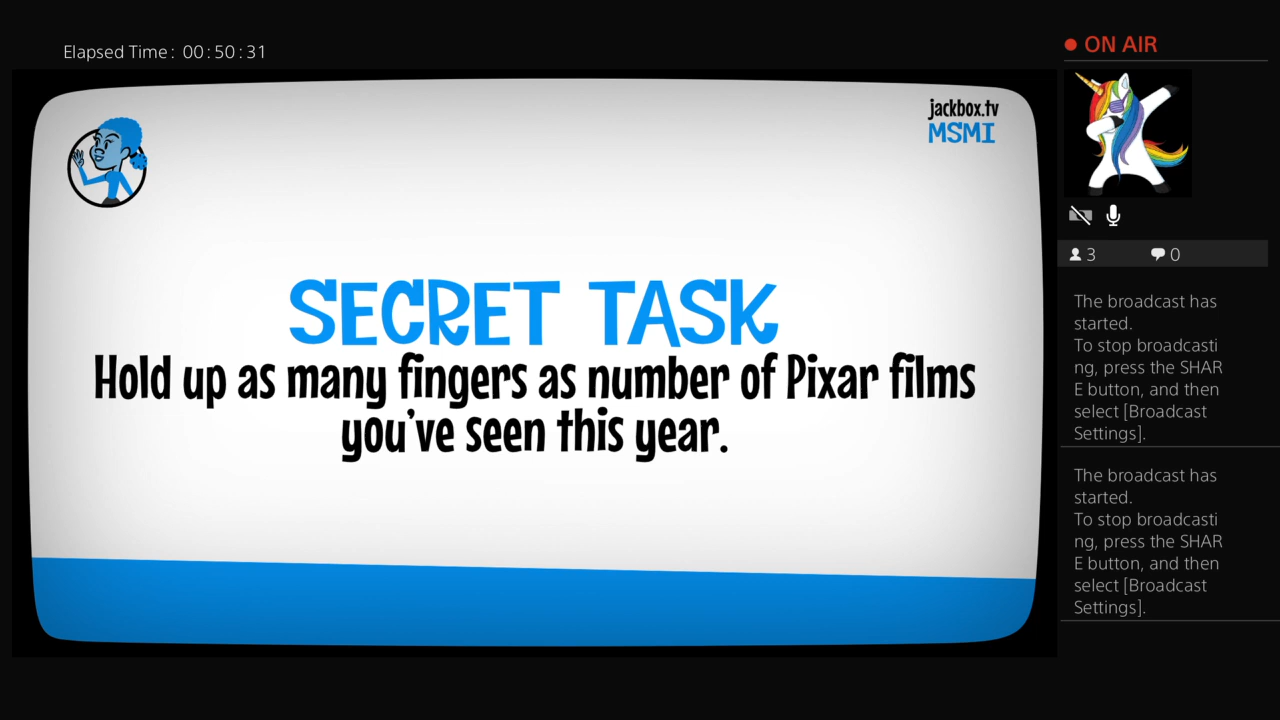 Elapsed Time: 00:50:31
ON AIR
jackbox.tv
MSMI
SECRET TASK
Hold up as many fingers as number of Pixar films
you've seen this year.
3
0
The broadcast has
started.
To stop broadcasti
ng, press the SHAR
E button, and then
select [Broadcast
Settings].
The broadcast has
started.
To stop broadcasti
ng, press the SHAR
E button, and then
select [Broadcast
Settings].